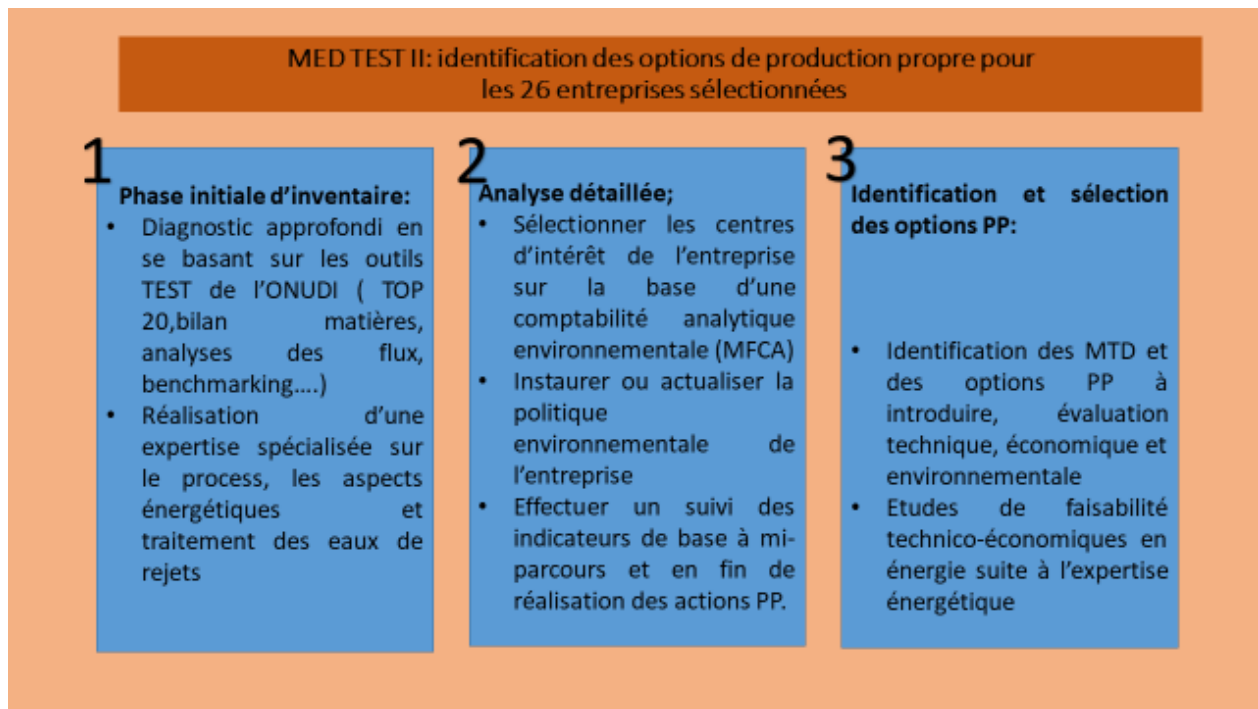 MED TEST II: identification des options de production propre pour
les 26 entreprises sélectionnées
1
Phase initiale d’inventaire:
• Diagnostic approfondi en
se basant sur les outils
TEST de l’ONUDI ( TOP
20,bilan matières,
analyses des flux,
benchmarking….)
• Réalisation d’une
expertise spécialisée sur
le process, les aspects
énergétiques et
traitement des eaux de
rejets
2
Analyse détaillée;
• Sélectionner les centres
d’intérêt de l’entreprise
sur la base d’une
comptabilité analytique
environnementale (MFCA)
• Instaurer ou actualiser la
politique
environnementale de
l’entreprise
• Effectuer un suivi des
indicateurs de base à mi-
parcours et en fin de
réalisation des actions PP.
3
Identification et sélection
des options PP:
• Identification des MTD et
des options PP à
introduire, évaluation
technique, économique et
environnementale
• Etudes de faisabilité
technico-économiques en
énergie suite à l’expertise
énergétique